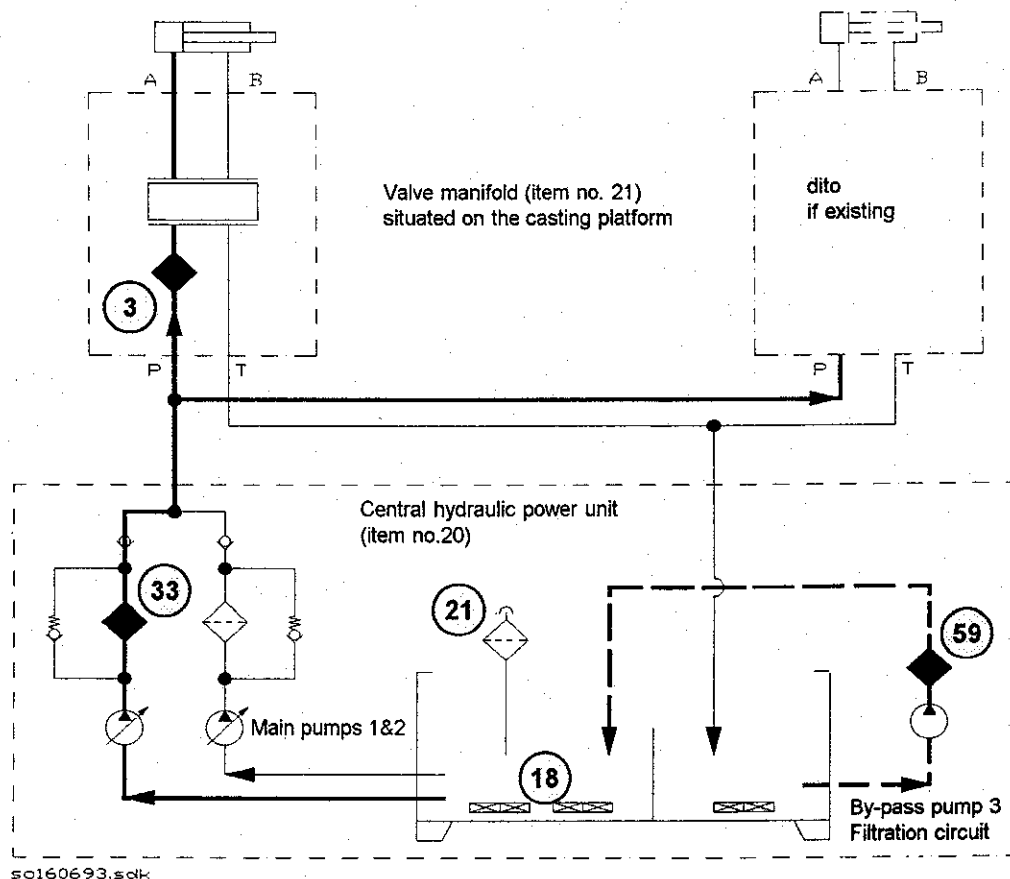 A B
A B
Valve manifold (item no. 21)
situated on the casting platform
dito
if existing
3
P T
P T
Central hydraulic power unit
(item no.20)
33
21
59
Main pumps 1&2
18
By-pass pump 3
Filtration circuit
so160693.sdk